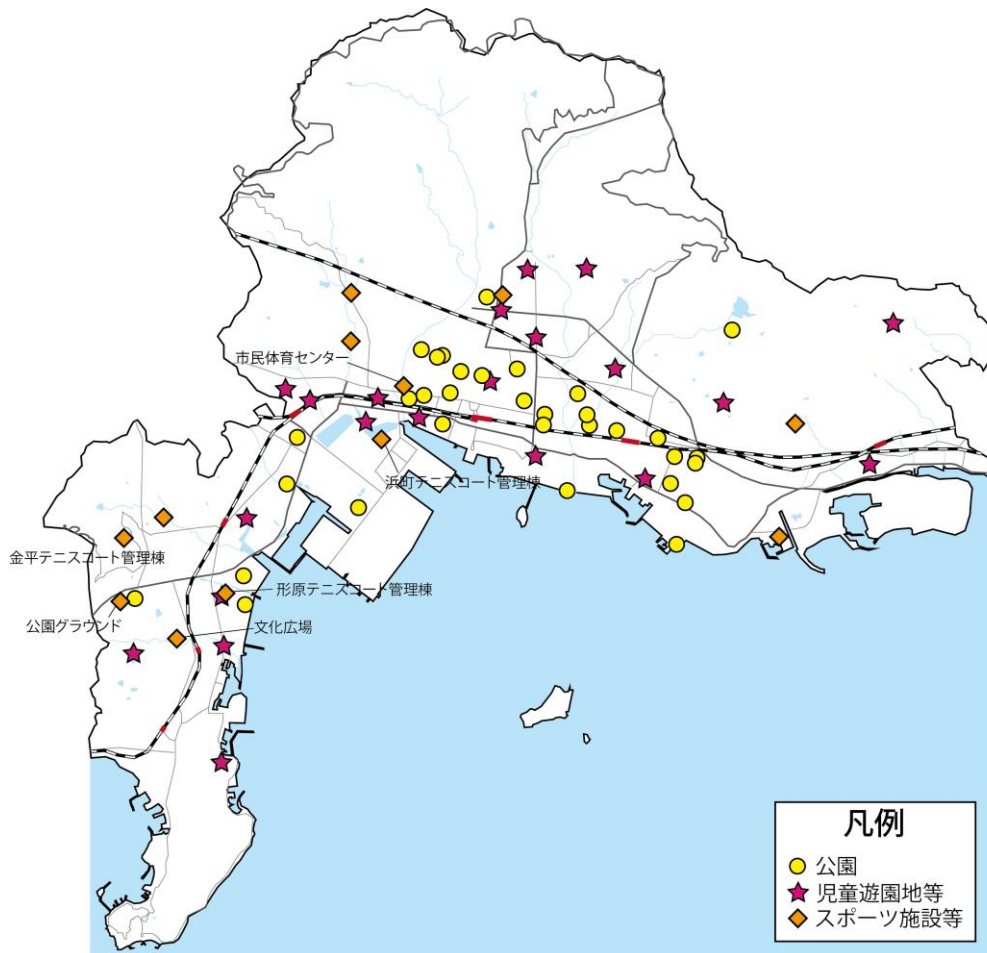 市民体育センター
浜町テニスコート管理棟
金平テニスコート管理棟
形原テニスコート管理棟
公園グラウンド
文化広場
凡例
公園
児童遊園地等
スポーツ施設等